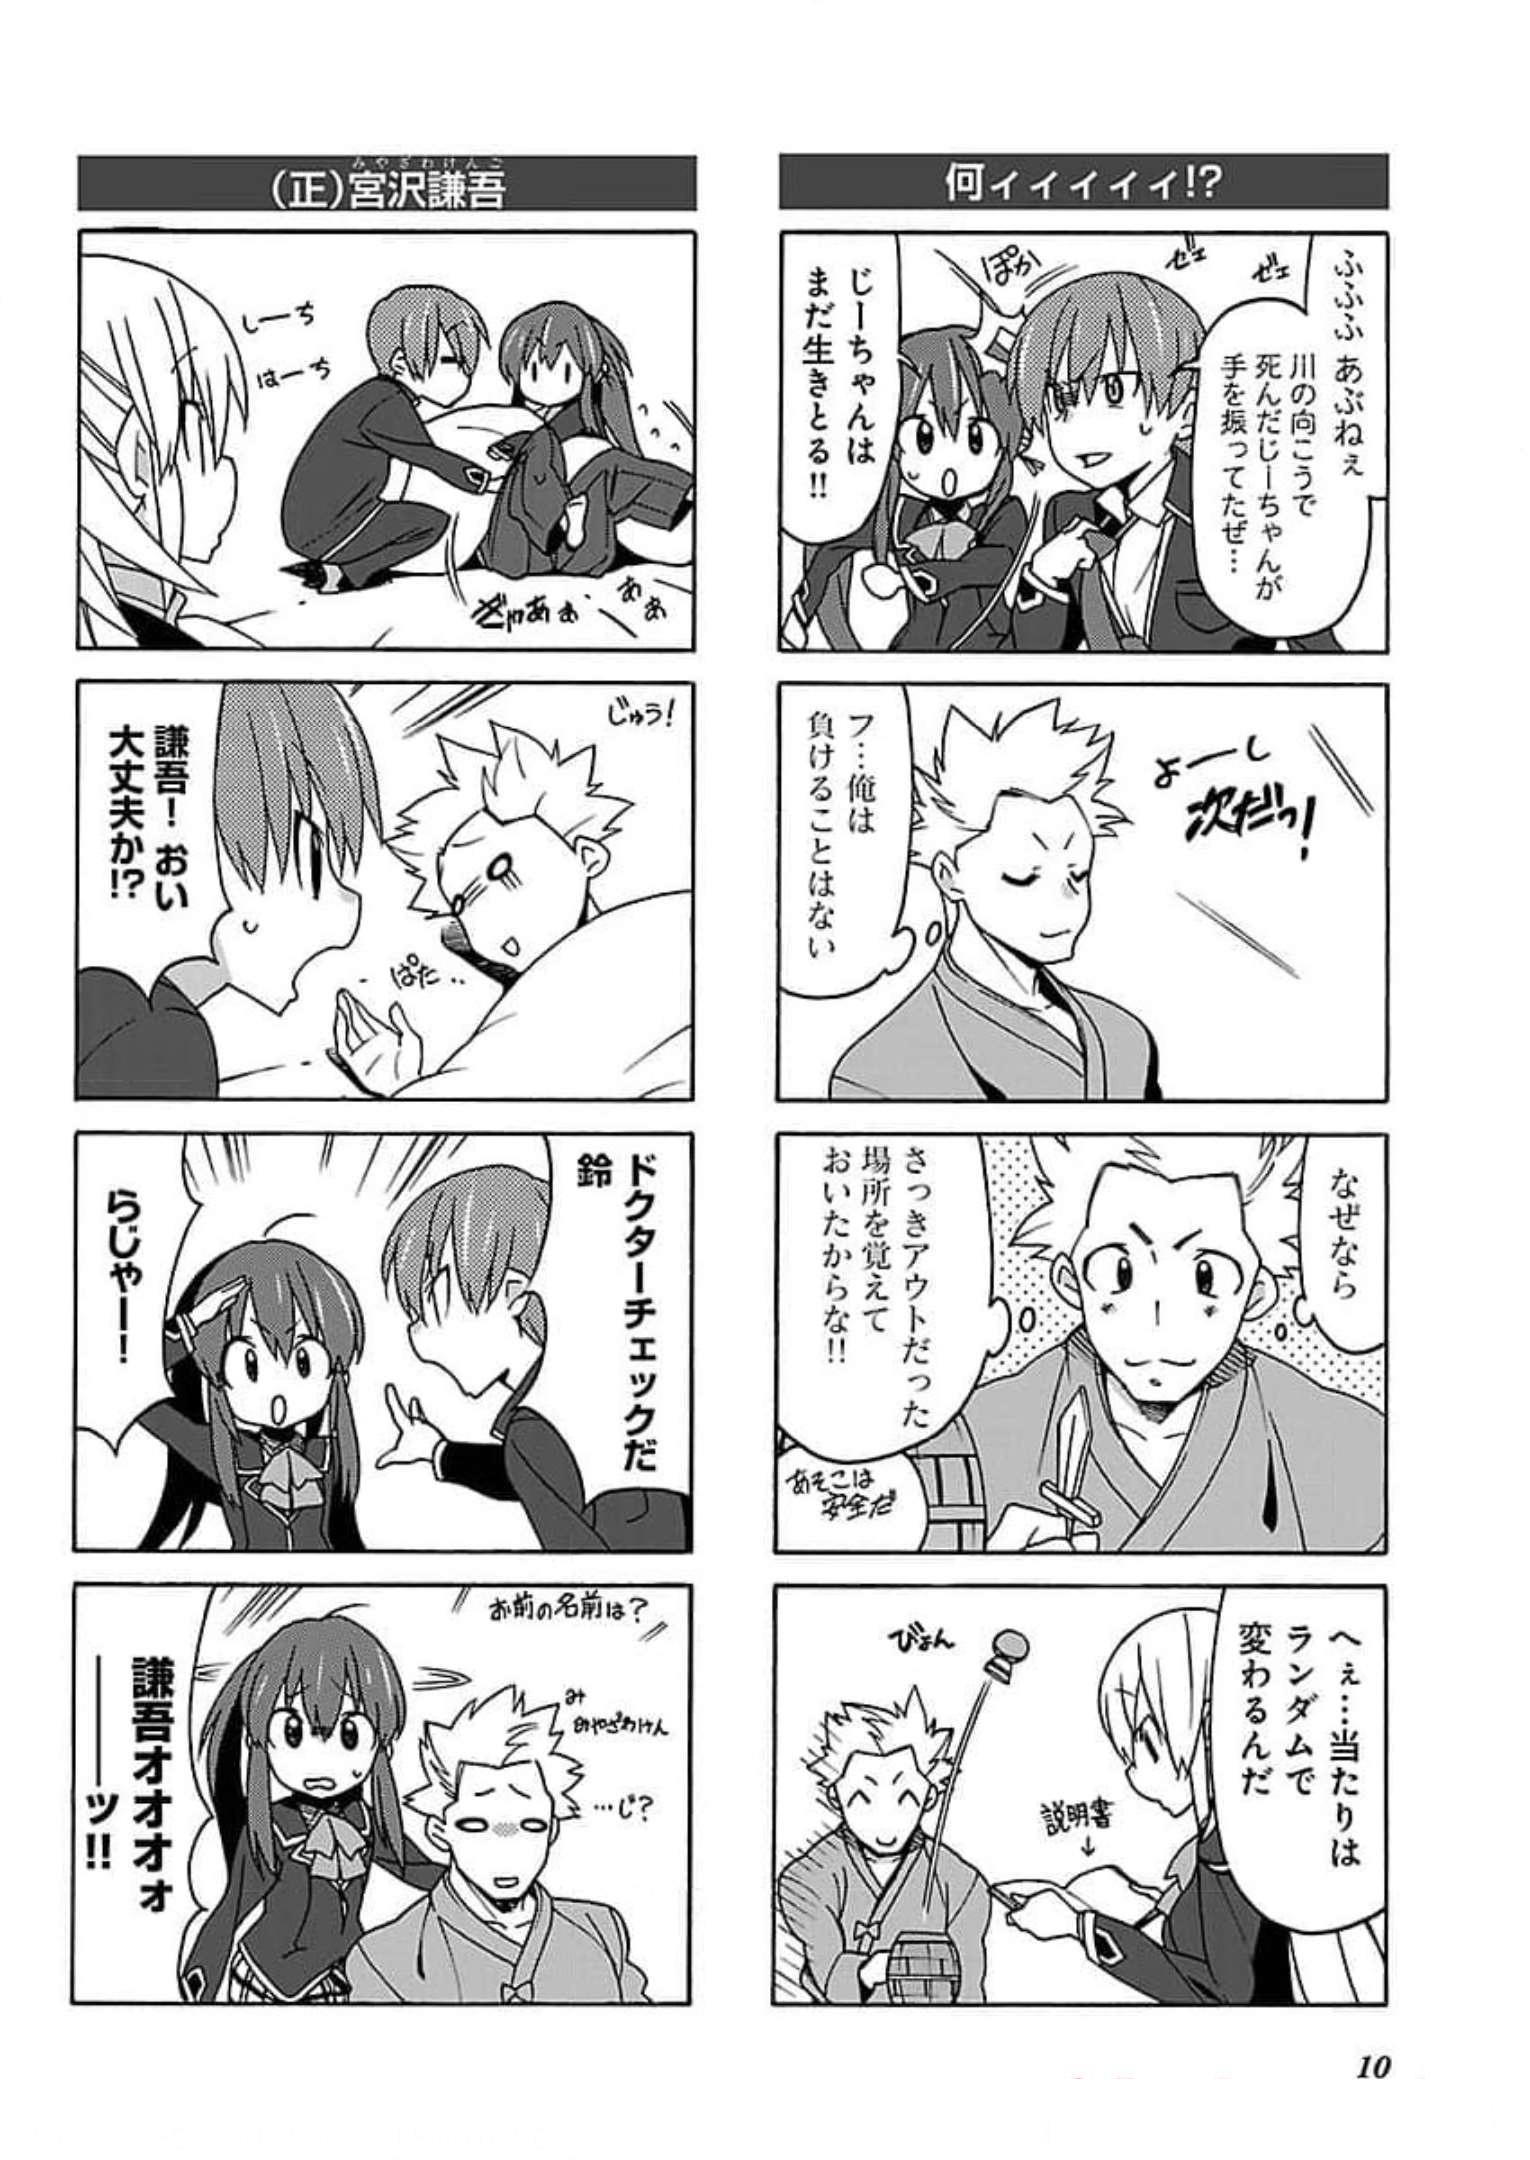 何ィィィィィ!?
ふふふ あぶねぇ
川の向こうで
死んだじーちゃんが
手を振ってたぜ…
ゼェ
ゼェ
ぽか
じーちゃんは
まだ生きとる!!
よーし
次だっ!
フ…俺は
負けることはない
なぜなら
さっきアウトだった
場所を覚えて
おいたからな!!
あそこは
安全だ
へぇ…当たりは
ランダムで
変わるんだ
説明書
↓
びょん
みやざわけんご
(正)宮沢謙吾
しーち
はーち
ざゃあぁ
ああ
じゅう!
ぱた‥
謙吾! おい
大丈夫か!?
ドクターチェックだ
鈴
らじゃー!
お前の名前は?
み
みやざわけん
…じ?
謙吾オオオォォ
――ッ!!
10